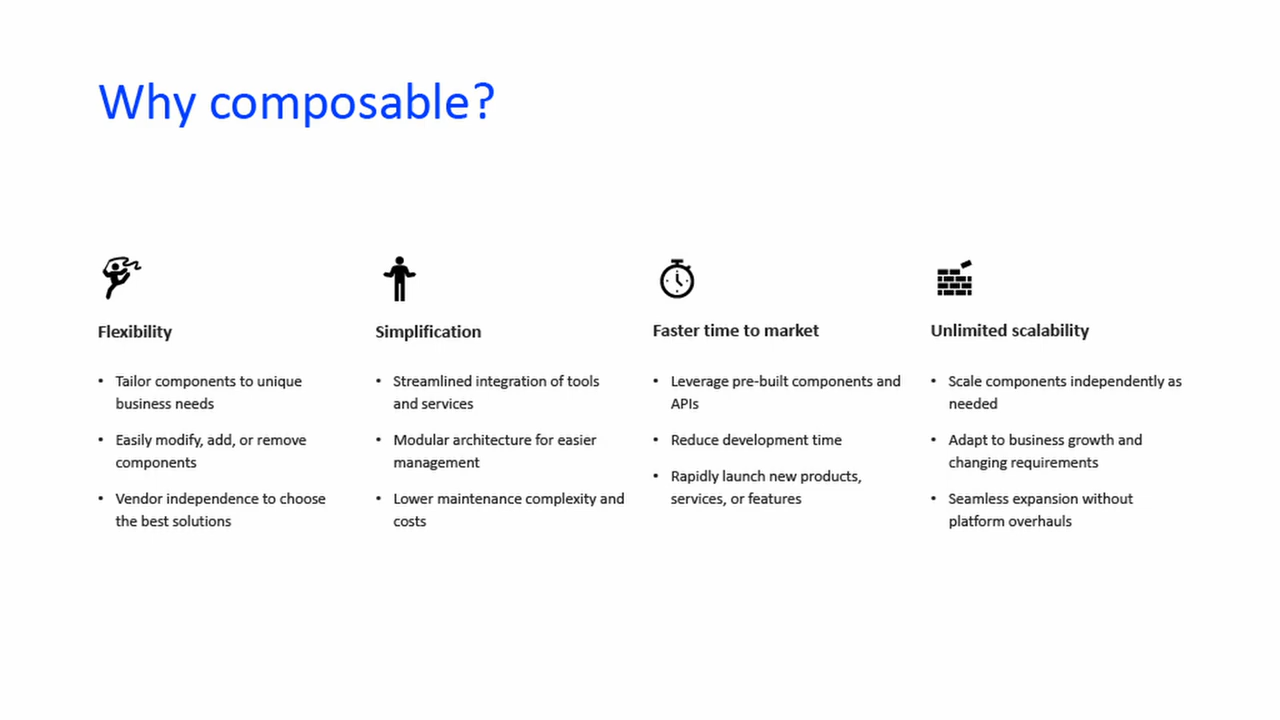 Why composable?
Flexibility
• Tailor components to unique
business needs
• Easily modify, add, or remove
components
• Vendor independence to choose
the best solutions
Simplification
• Streamlined integration of tools
and services
• Modular architecture for easier
management
• Lower maintenance complexity and
costs
Faster time to market
• Leverage pre-built components and
APIs
• Reduce development time
• Rapidly launch new products,
services, or features
Unlimited scalability
• Scale components independently as
needed
• Adapt to business growth and
changing requirements
• Seamless expansion without
platform overhauls